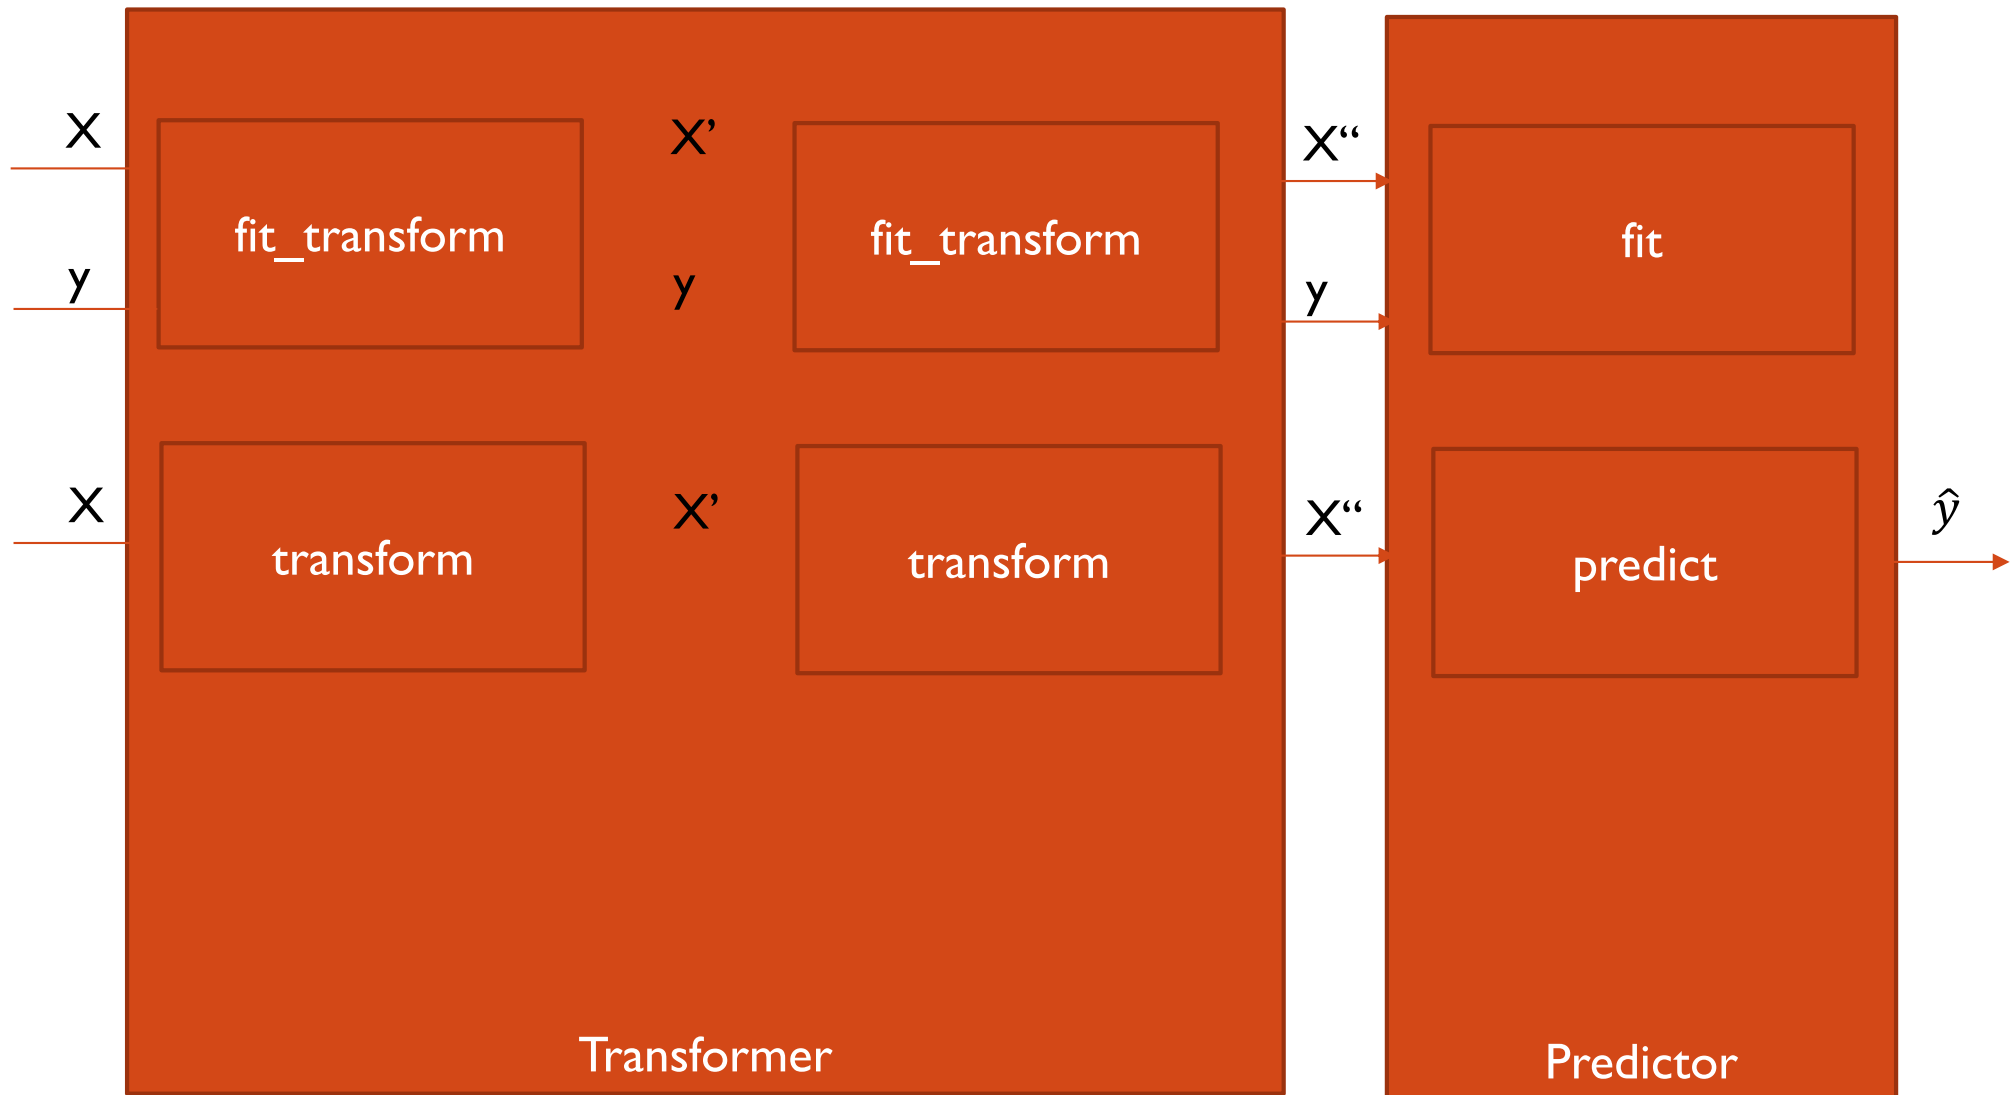 X
X’
X“
fit_transform
fit_transform
fit
y
y
y
X
X’
X“
ŷ
transform
transform
predict
Transformer
Predictor